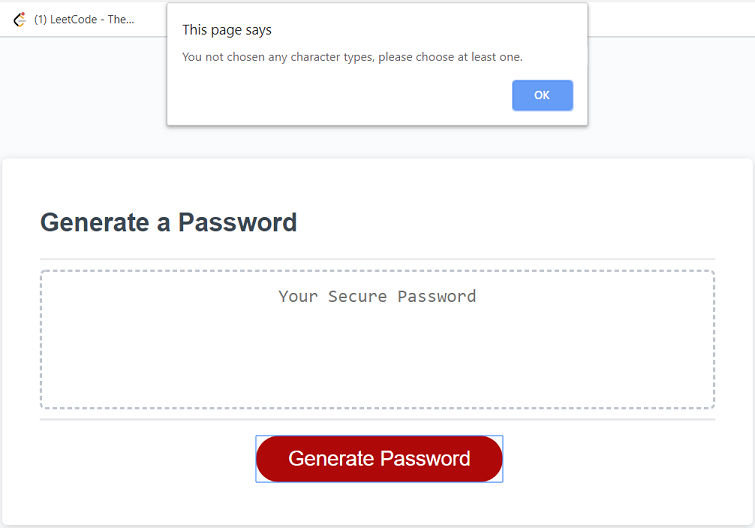 (1) LeetCode - The...
This page says
You not chosen any character types, please choose at least one.
OK
Generate a Password
Your Secure Password
Generate Password